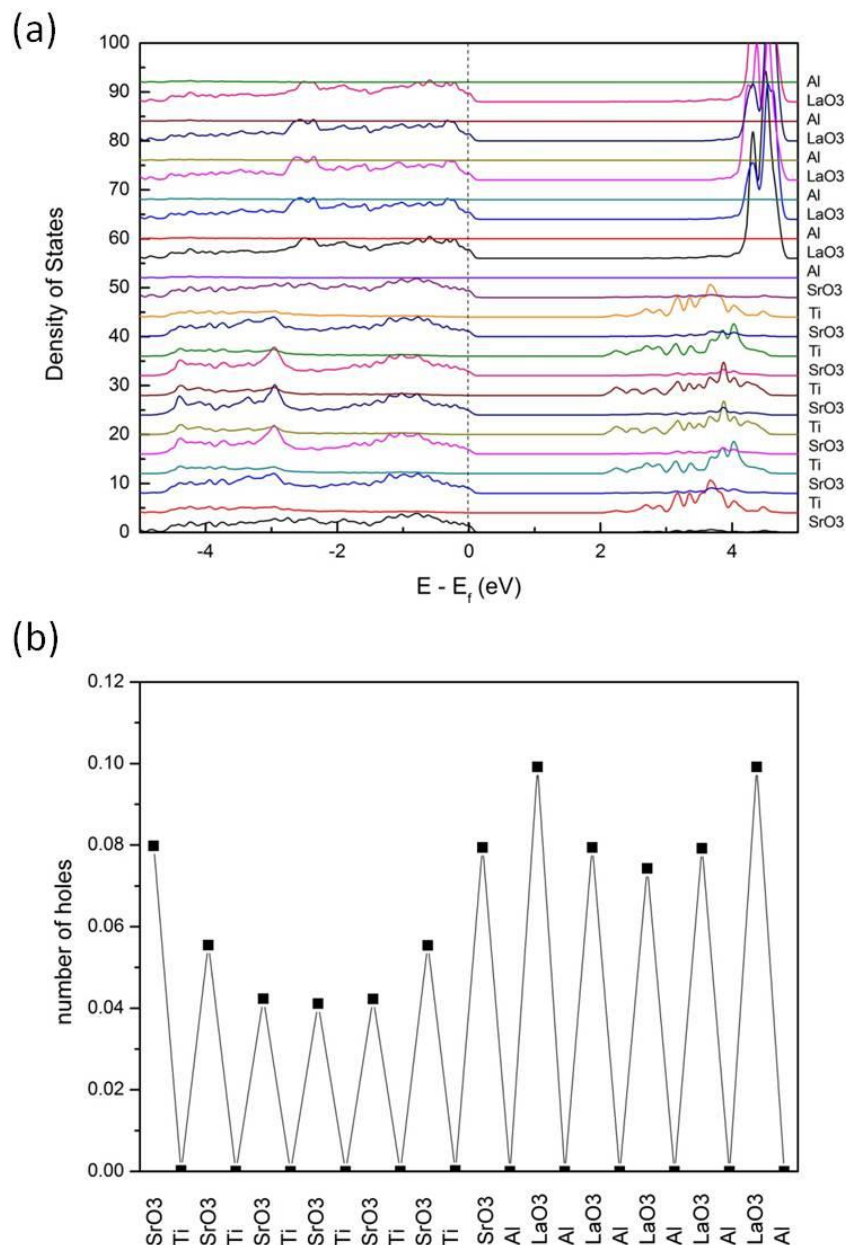 (a)
100
90
80
70
60
50
40
30
20
10
0
Density of States
Al
LaO3
Al
LaO3
Al
LaO3
Al
LaO3
Al
LaO3
Al
SrO3
Ti
SrO3
Ti
SrO3
Ti
SrO3
Ti
SrO3
Ti
SrO3
Ti
SrO3
-4 -2 0 2 4
E - Ef (eV)
(b)
0.12
0.10
0.08
0.06
0.04
0.02
0.00
number of holes
SrO3 Ti SrO3 Ti SrO3 Ti SrO3 Ti SrO3 Ti SrO3 Ti SrO3 Al LaO3 Al LaO3 Al LaO3 Al LaO3 Al LaO3 Al